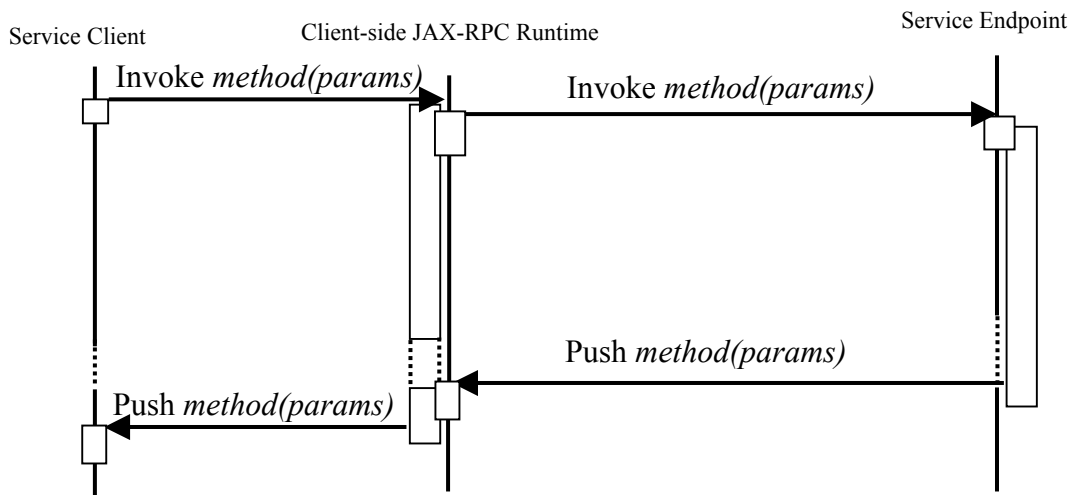 Service Client
Client-side JAX-RPC Runtime
Service Endpoint
Invoke method(params)
Invoke method(params)
Push method(params)
Push method(params)